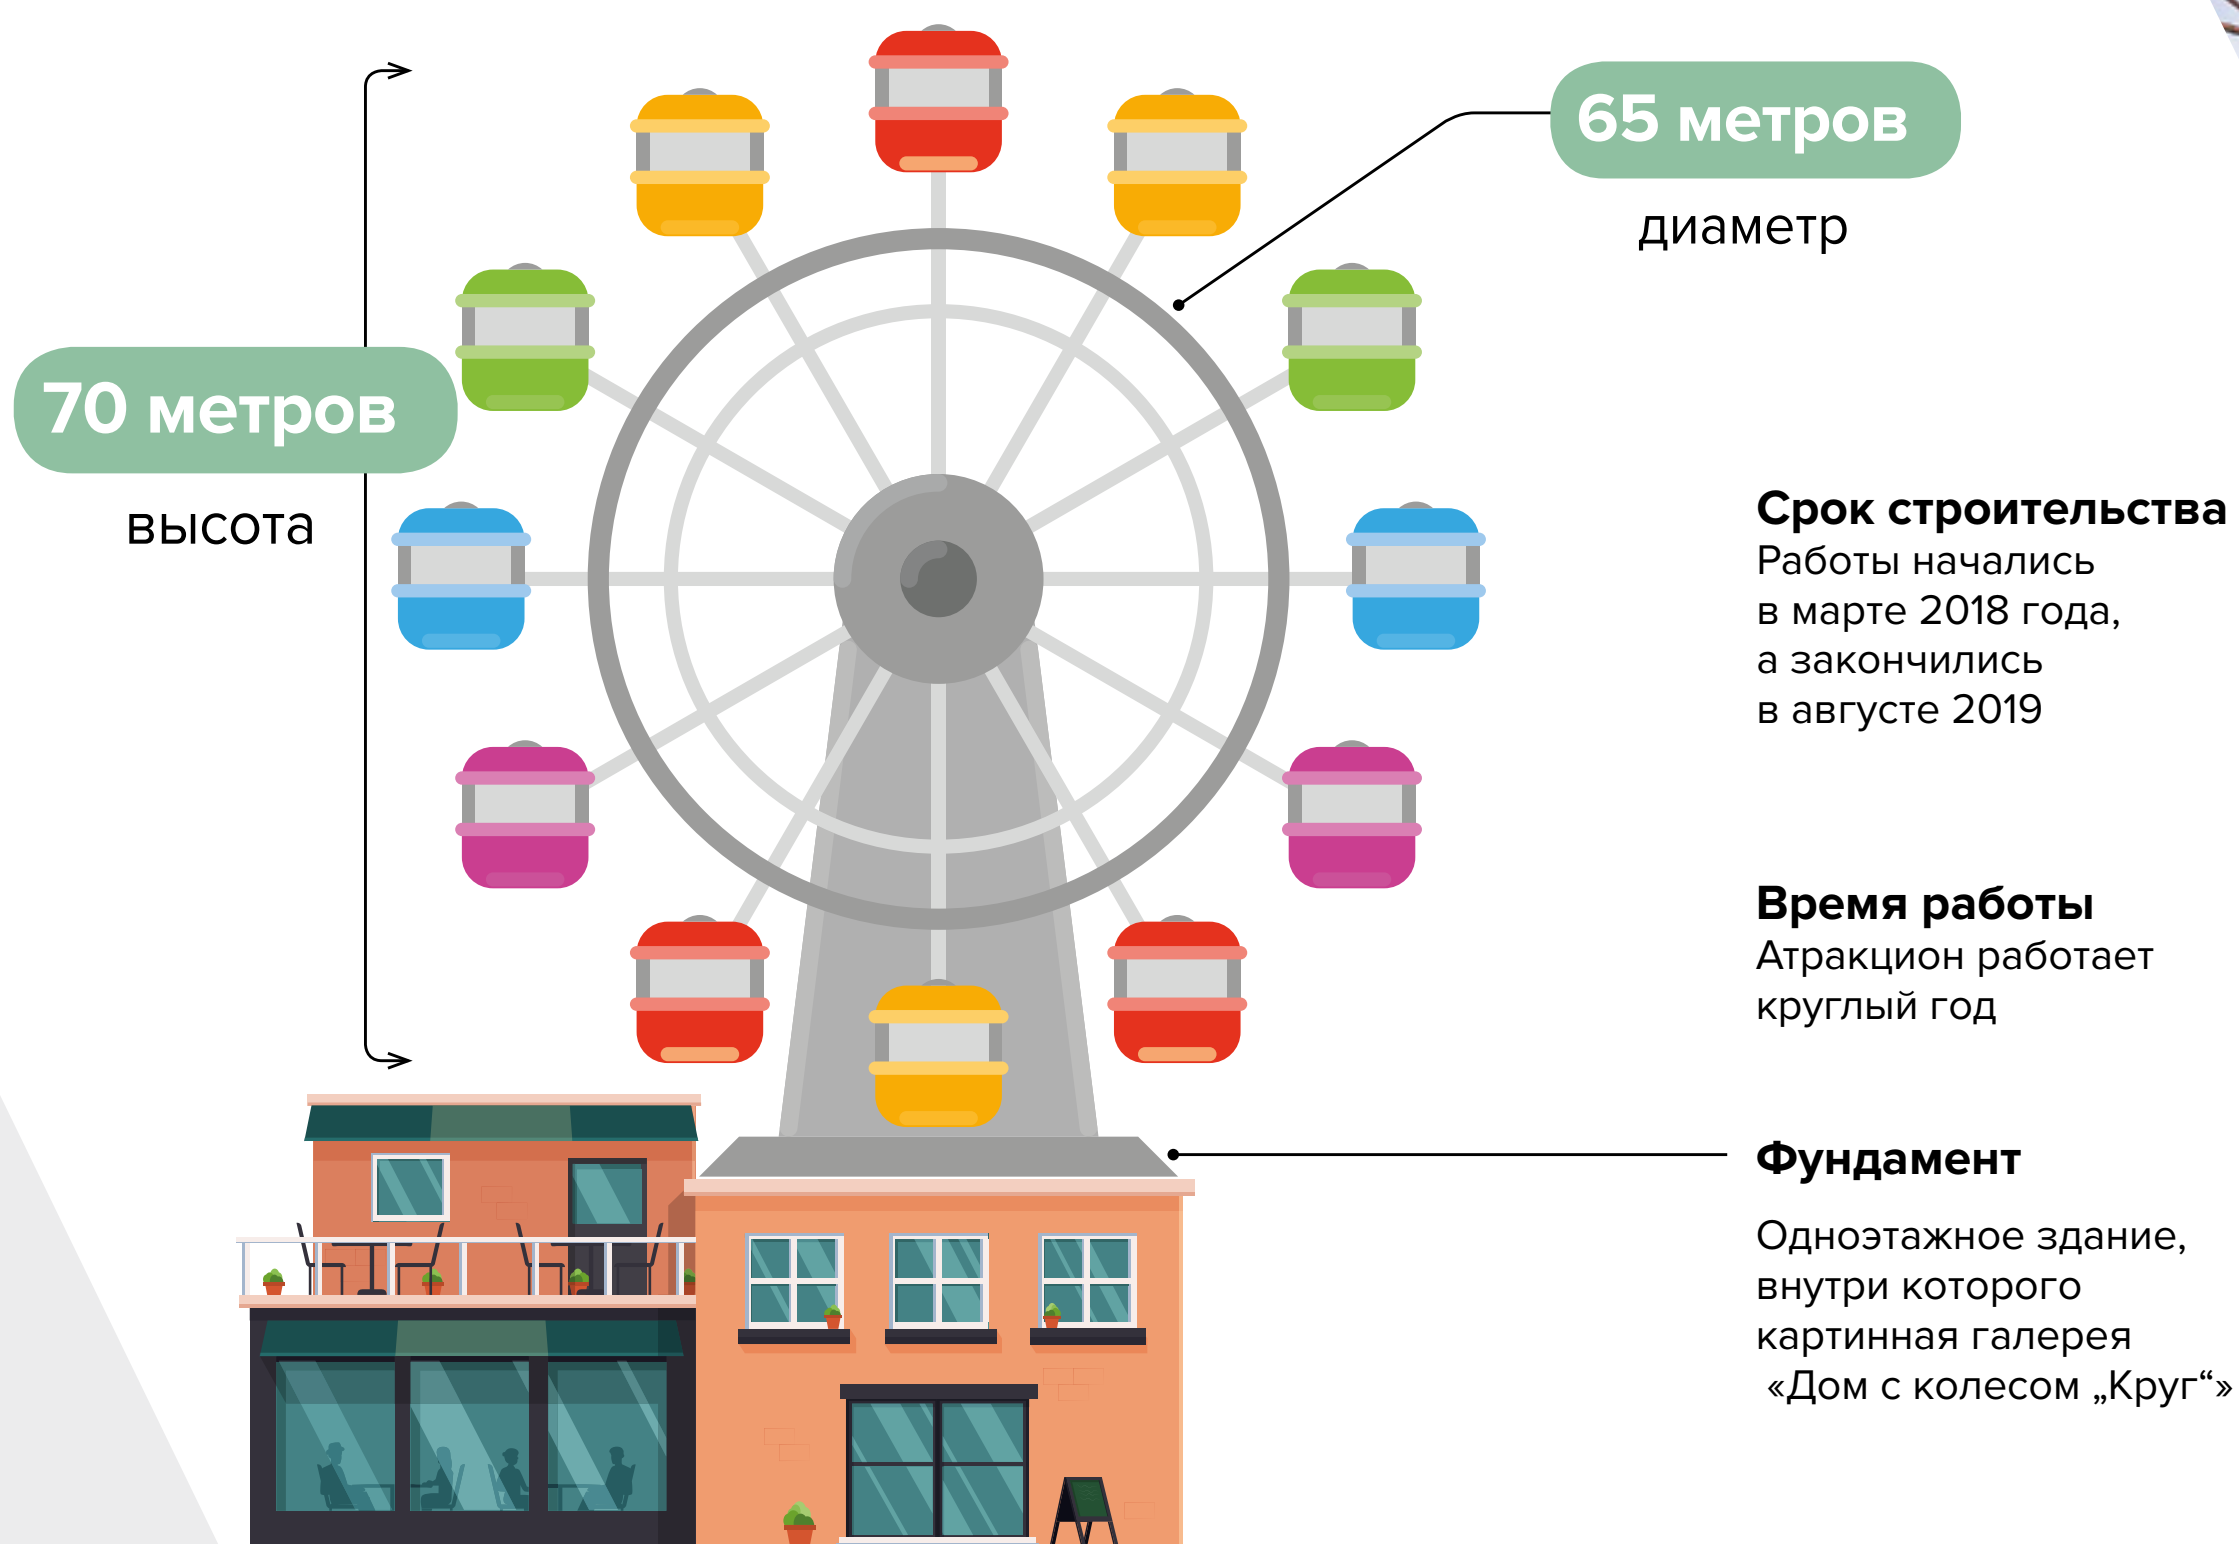 65 метров
диаметр
70 метров
высота
Срок строительства
Работы начались
в марте 2018 года,
а закончились
в августе 2019
Время работы
Атракцион работает
круглый год
Фундамент
Одноэтажное здание,
внутри которого
картинная галерея
«Дом с колесом „Круг“»